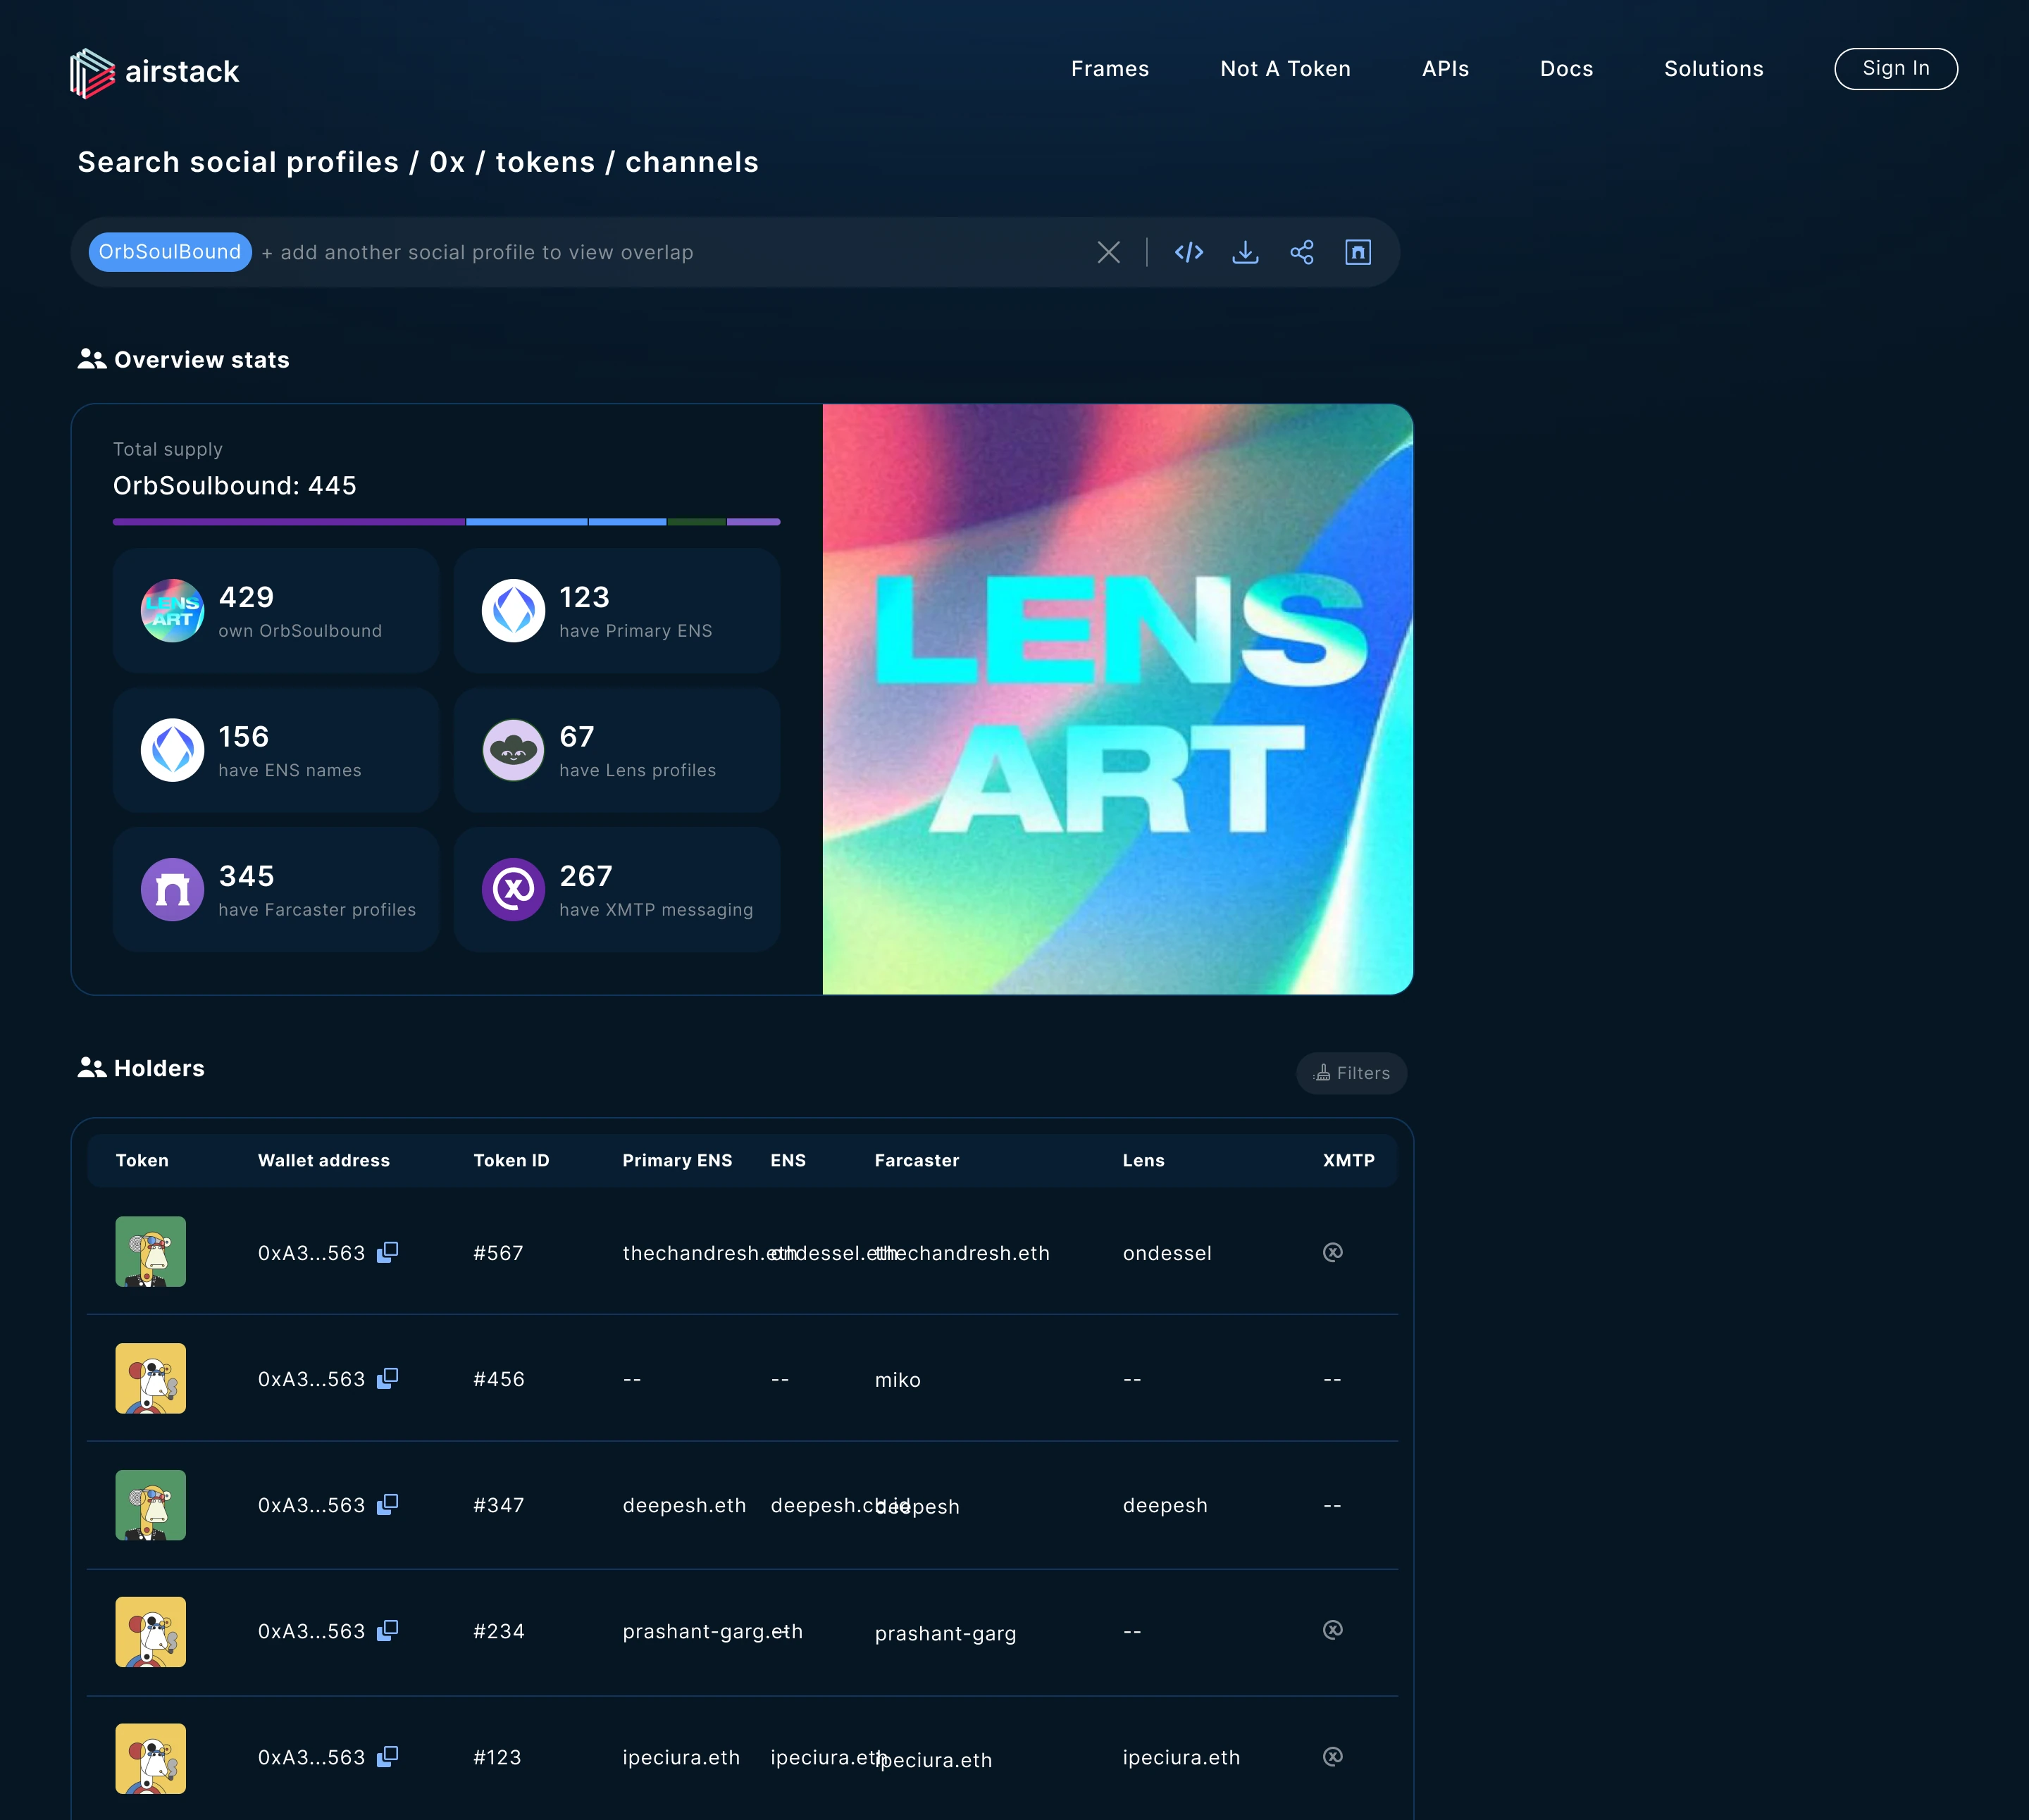 airstack
Frames Not A Token APIs Docs Solutions Sign In
Search social profiles / 0x / tokens / channels
OrbSoulBound + add another social profile to view overlap
Overview stats
Total supply
OrbSoulbound: 445
LENS ART
429
own OrbSoulbound
123
have Primary ENS
156
have ENS names
67
have Lens profiles
345
have Farcaster profiles
267
have XMTP messaging
LENS
ART
Holders
Filters
Token Wallet address Token ID Primary ENS ENS Farcaster Lens XMTP
0xA3...563 #567 thechandresh.eth ondessel.eth thechandresh.eth ondessel
0xA3...563 #456 -- -- miko -- --
0xA3...563 #347 deepesh.eth deepesh.cb.id deepesh deepesh --
0xA3...563 #234 prashant-garg.eth -- prashant-garg --
0xA3...563 #123 ipeciura.eth ipeciura.eth ipeciura.eth ipeciura.eth